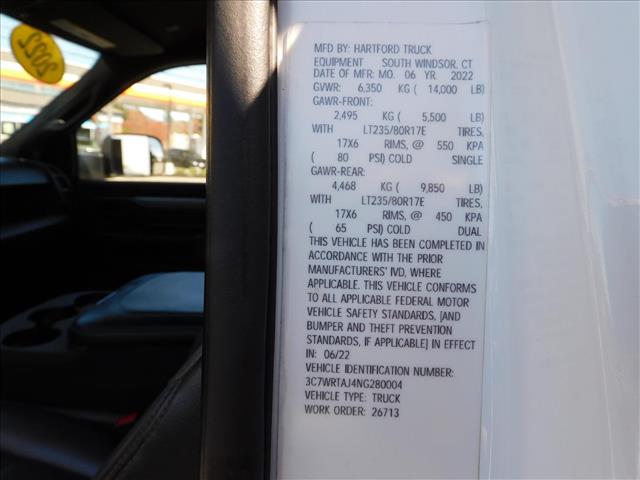 2022
MFD BY: HARTFORD TRUCK
EQUIPMENT SOUTH WINDSOR, CT
DATE OF MFR: MO. 06 YR. 2022
GVWR: 6,350 KG ( 14,000 LB)
GAWR-FRONT:
2,495 KG ( 5,500 LB)
WITH LT235/80R17E TIRES,
17X6 RIMS, @ 550 KPA
( 80 PSI) COLD SINGLE
GAWR-REAR:
4,468 KG ( 9,850 LB)
WITH LT235/80R17E TIRES,
17X6 RIMS, @ 450 KPA
( 65 PSI) COLD DUAL
THIS VEHICLE HAS BEEN COMPLETED IN
ACCORDANCE WITH THE PRIOR
MANUFACTURERS' IVD, WHERE
APPLICABLE. THIS VEHICLE CONFORMS
TO ALL APPLICABLE FEDERAL MOTOR
VEHICLE SAFETY STANDARDS, [AND
BUMPER AND THEFT PREVENTION
STANDARDS, IF APPLICABLE] IN EFFECT
IN: 06/22
VEHICLE IDENTIFICATION NUMBER:
3C7WRTAJ4NG280004
VEHICLE TYPE: TRUCK
WORK ORDER: 26713